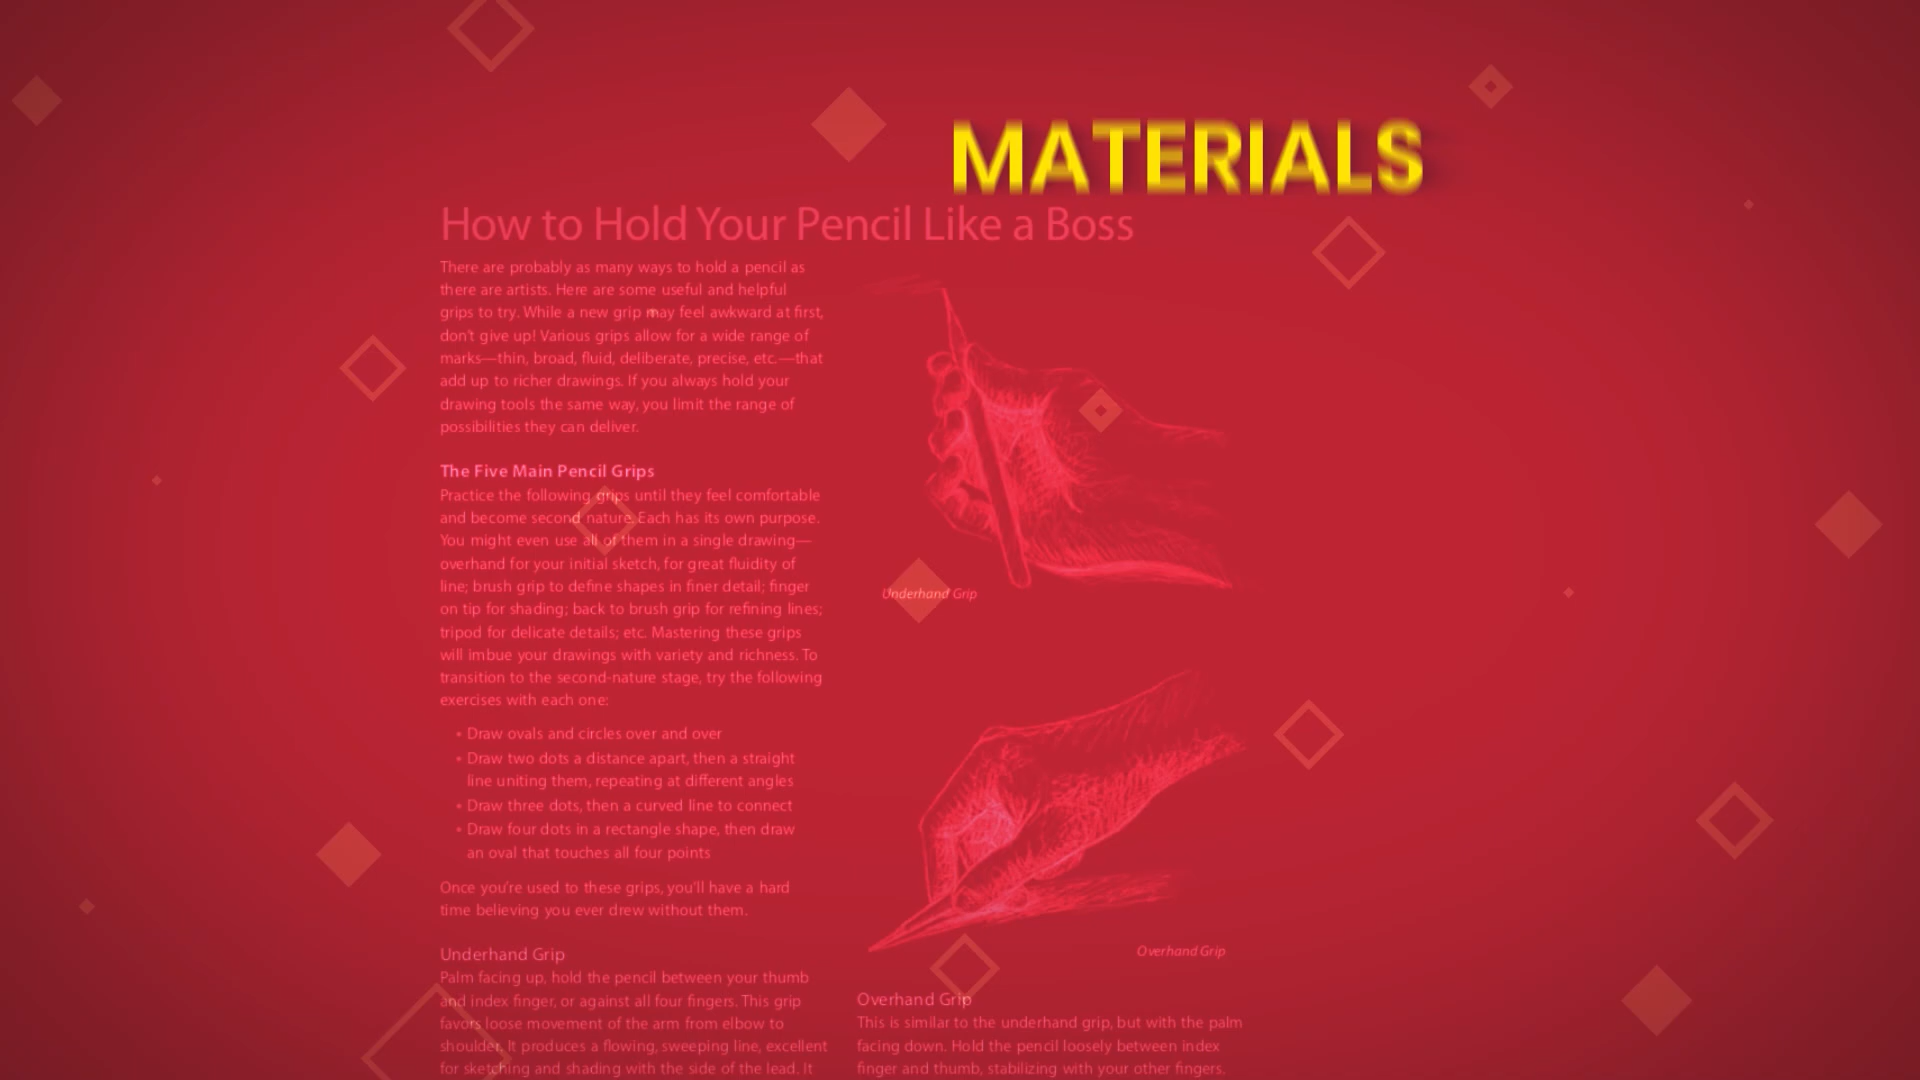 MATERIALS
How to Hold Your Pencil Like a Boss
There are probably as many ways to hold a pencil as
there are artists. Here are some useful and helpful
grips to try. While a new grip may feel awkward at first,
don't give up! Various grips allow for a wide range of
marks—thin, broad, fluid, deliberate, precise, etc.—that
add up to richer drawings. If you always hold your
drawing tools the same way, you limit the range of
possibilities they can deliver.
The Five Main Pencil Grips
Practice the following grips until they feel comfortable
and become second nature. Each has its own purpose.
You might even use all of them in a single drawing—
overhand for your initial sketch, for great fluidity of
line; brush grip to define shapes in finer detail; finger
on tip for shading; back to brush grip for refining lines;
tripod for delicate details; etc. Mastering these grips
will imbue your drawings with variety and richness. To
transition to the second-nature stage, try the following
exercises with each one:
• Draw ovals and circles over and over
• Draw two dots a distance apart, then a straight
line uniting them, repeating at different angles
• Draw three dots, then a curved line to connect
• Draw four dots in a rectangle shape, then draw
an oval that touches all four points
Once you're used to these grips, you'll have a hard
time believing you ever drew without them.
Underhand Grip
Palm facing up, hold the pencil between your thumb
and index finger, or against all four fingers. This grip
favors loose movement of the arm from elbow to
shoulder. It produces a flowing, sweeping line, excellent
for sketching and shading with the side of the lead. It
Underhand Grip
Overhand Grip
Overhand Grip
This is similar to the underhand grip, but with the palm
facing down. Hold the pencil loosely between index
finger and thumb, stabilizing with your other fingers.